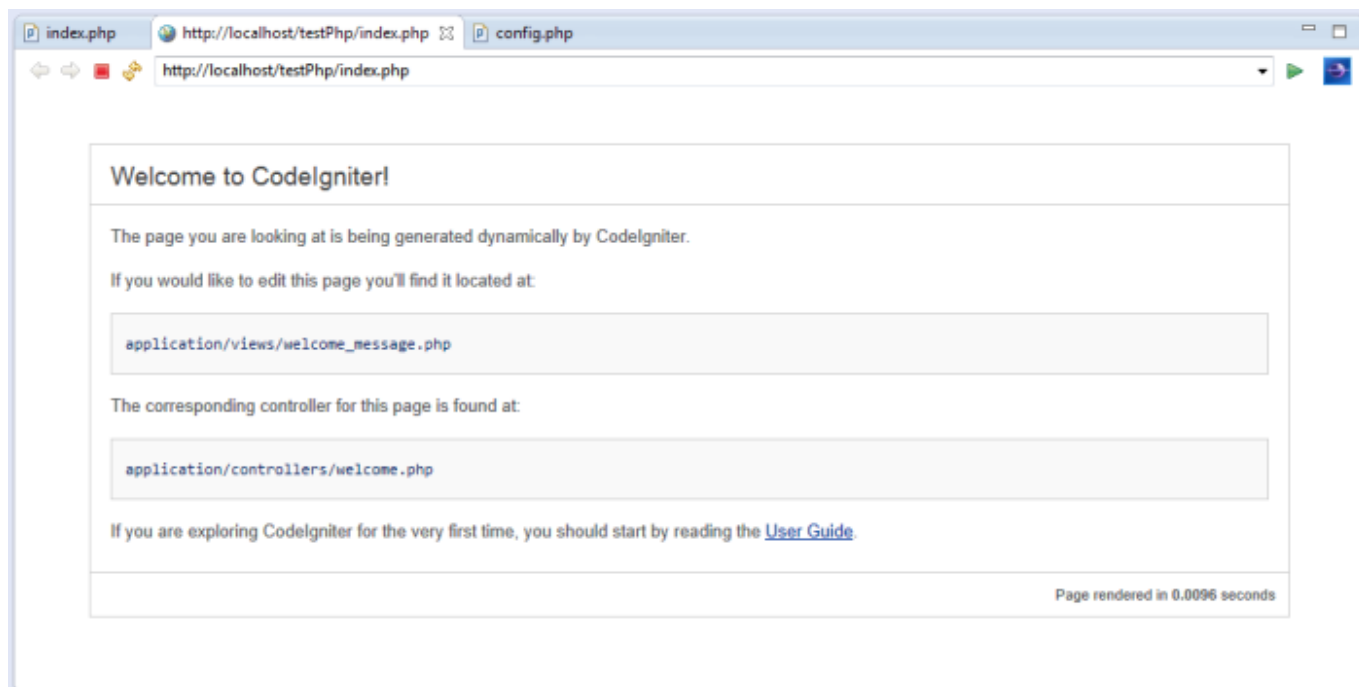 index.php http://localhost/testPhp/index.php config.php
http://localhost/testPhp/index.php
Welcome to CodeIgniter!
The page you are looking at is being generated dynamically by CodeIgniter.
If you would like to edit this page you'll find it located at:
application/views/welcome_message.php
The corresponding controller for this page is found at:
application/controllers/welcome.php
If you are exploring CodeIgniter for the very first time, you should start by reading the User Guide.
Page rendered in 0.0096 seconds